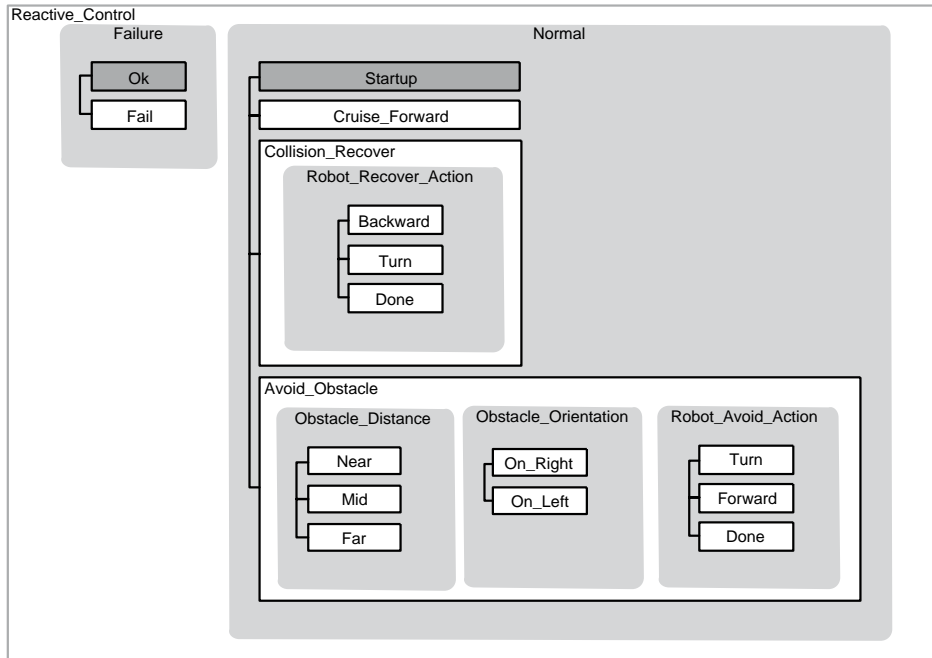 Reactive_Control
Failure
Ok
Fail
Normal
Startup
Cruise_Forward
Collision_Recover
Robot_Recover_Action
Backward
Turn
Done
Avoid_Obstacle
Obstacle_Distance
Near
Mid
Far
Obstacle_Orientation
On_Right
On_Left
Robot_Avoid_Action
Turn
Forward
Done